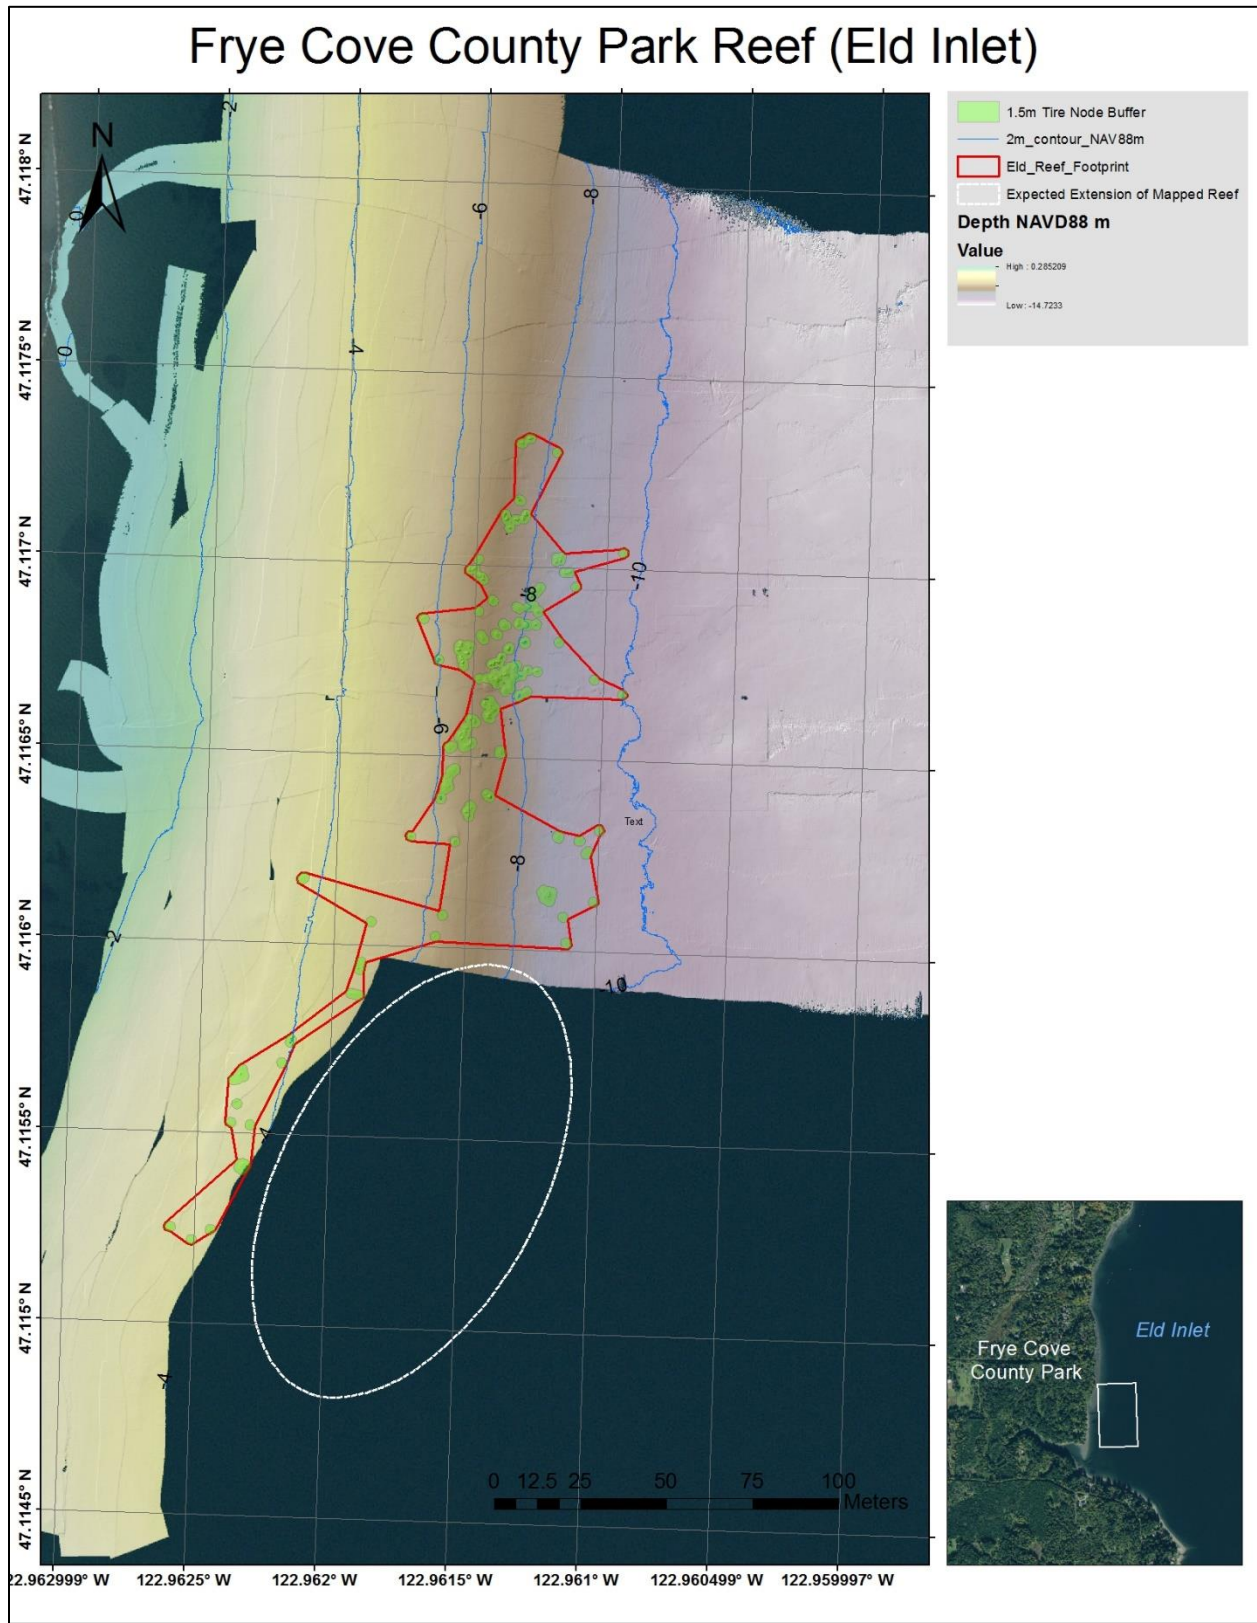 Frye Cove County Park Reef (Eld Inlet)
1.5m Tire Node Buffer
2m_contour_NAV88m
Eld_Reef_Footprint
Expected Extension of Mapped Reef
Depth NAVD88 m
Value
High : 0.285209
Low : -14.7233
N
-2
0
0
-6
-8
-4
-10
-8
-6
Text
-8
-2
-10
-4
-4
47.118° N
47.1175° N
47.117° N
47.1165° N
47.116° N
47.1155° N
47.115° N
47.1145° N
0 12.5 25 50 75 100
Meters
22.962999° W 122.9625° W 122.962° W 122.9615° W 122.961° W 122.960499° W 122.959997° W
Eld Inlet
Frye Cove
County Park